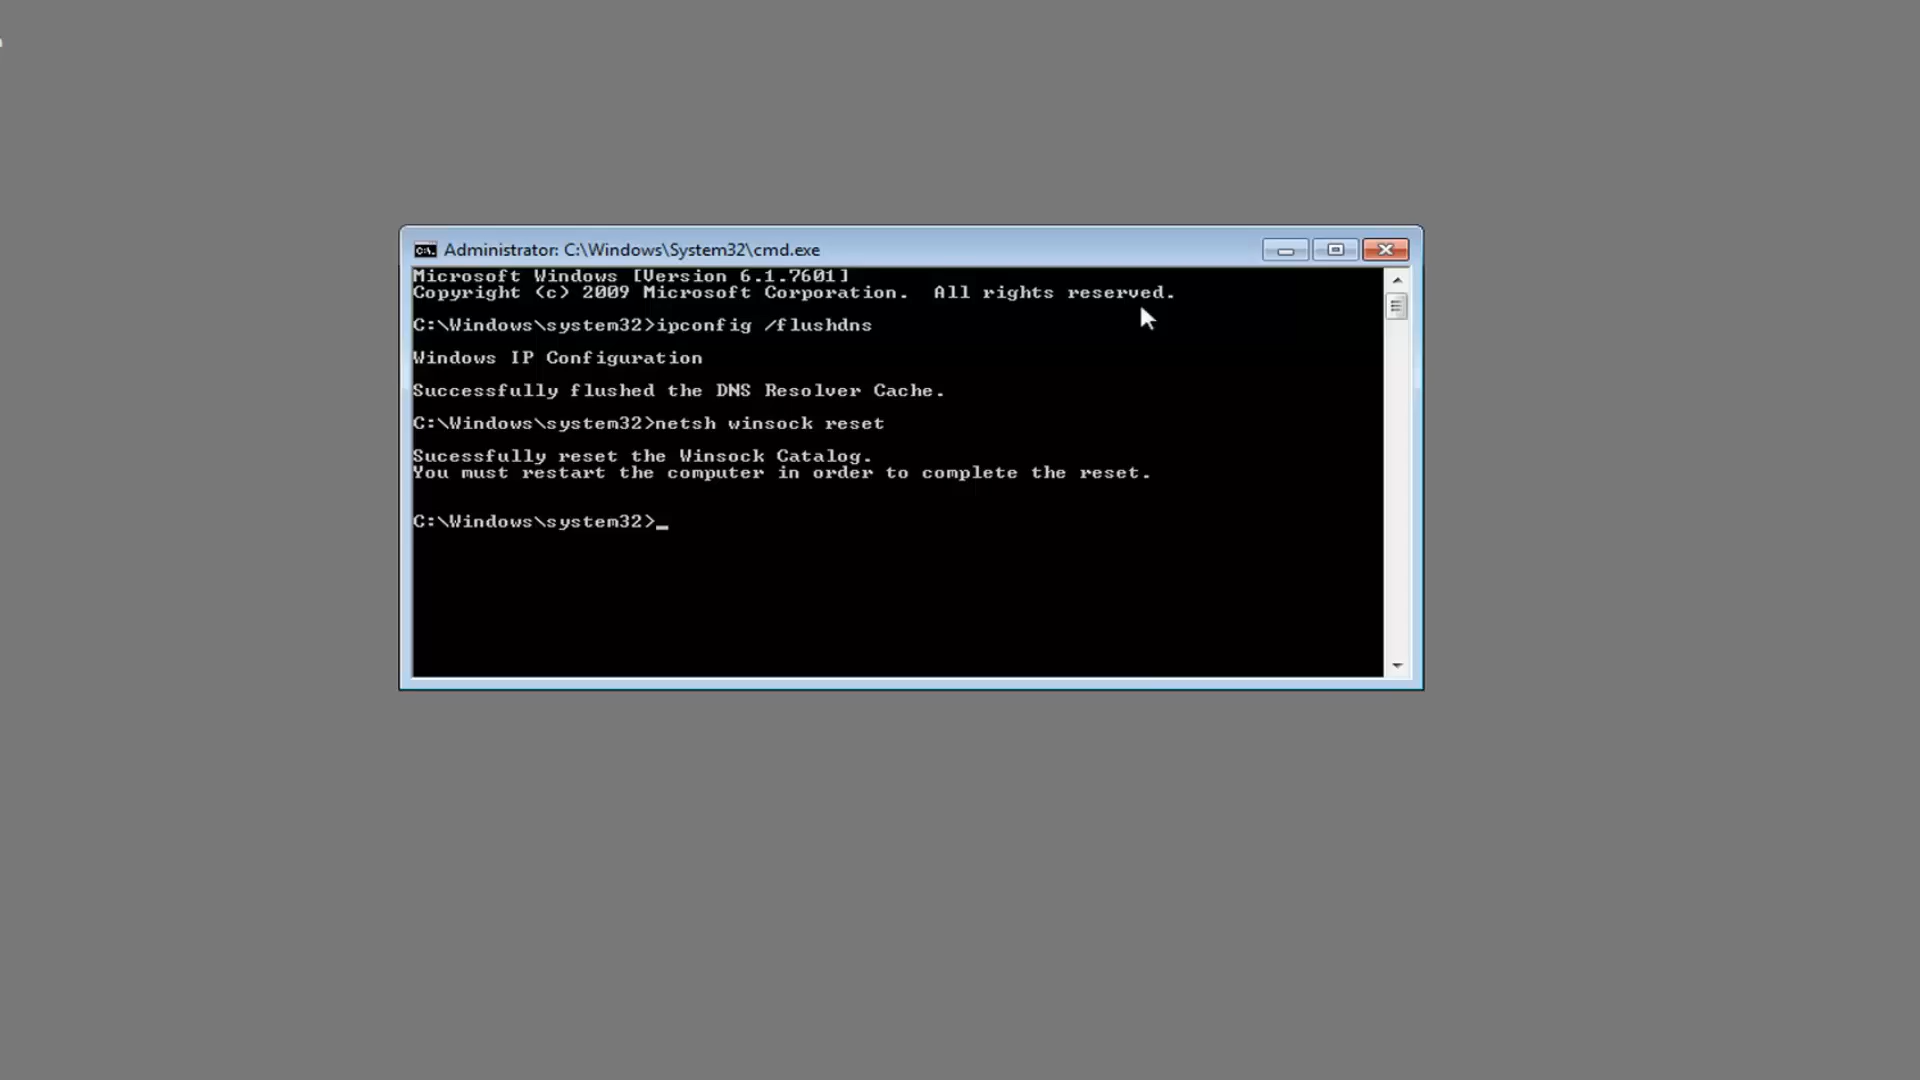 Administrator: C:\Windows\System32\cmd.exe
Microsoft Windows [Version 6.1.7601]
Copyright (c) 2009 Microsoft Corporation.  All rights reserved.
C:\Windows\system32>ipconfig /flushdns
Windows IP Configuration
Successfully flushed the DNS Resolver Cache.
C:\Windows\system32>netsh winsock reset
Sucessfully reset the Winsock Catalog.
You must restart the computer in order to complete the reset.
C:\Windows\system32>_